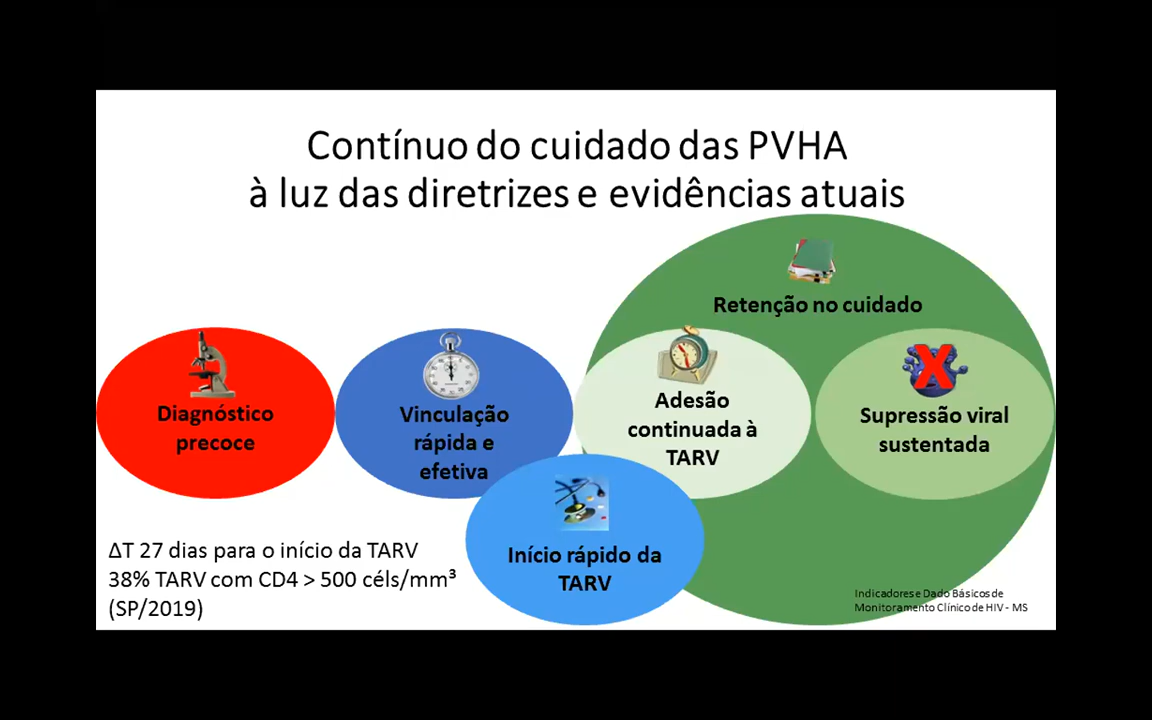 Contínuo do cuidado das PVHA
à luz das diretrizes e evidências atuais
Retenção no cuidado
Diagnóstico
precoce
Vinculação
rápida e
efetiva
Adesão
continuada à
TARV
Supressão viral
sustentada
Início rápido da
TARV
ΔT 27 dias para o início da TARV
38% TARV com CD4 > 500 céls/mm³
(SP/2019)
Indicadores e Dado Básicos de
Monitoramento Clínico de HIV - MS